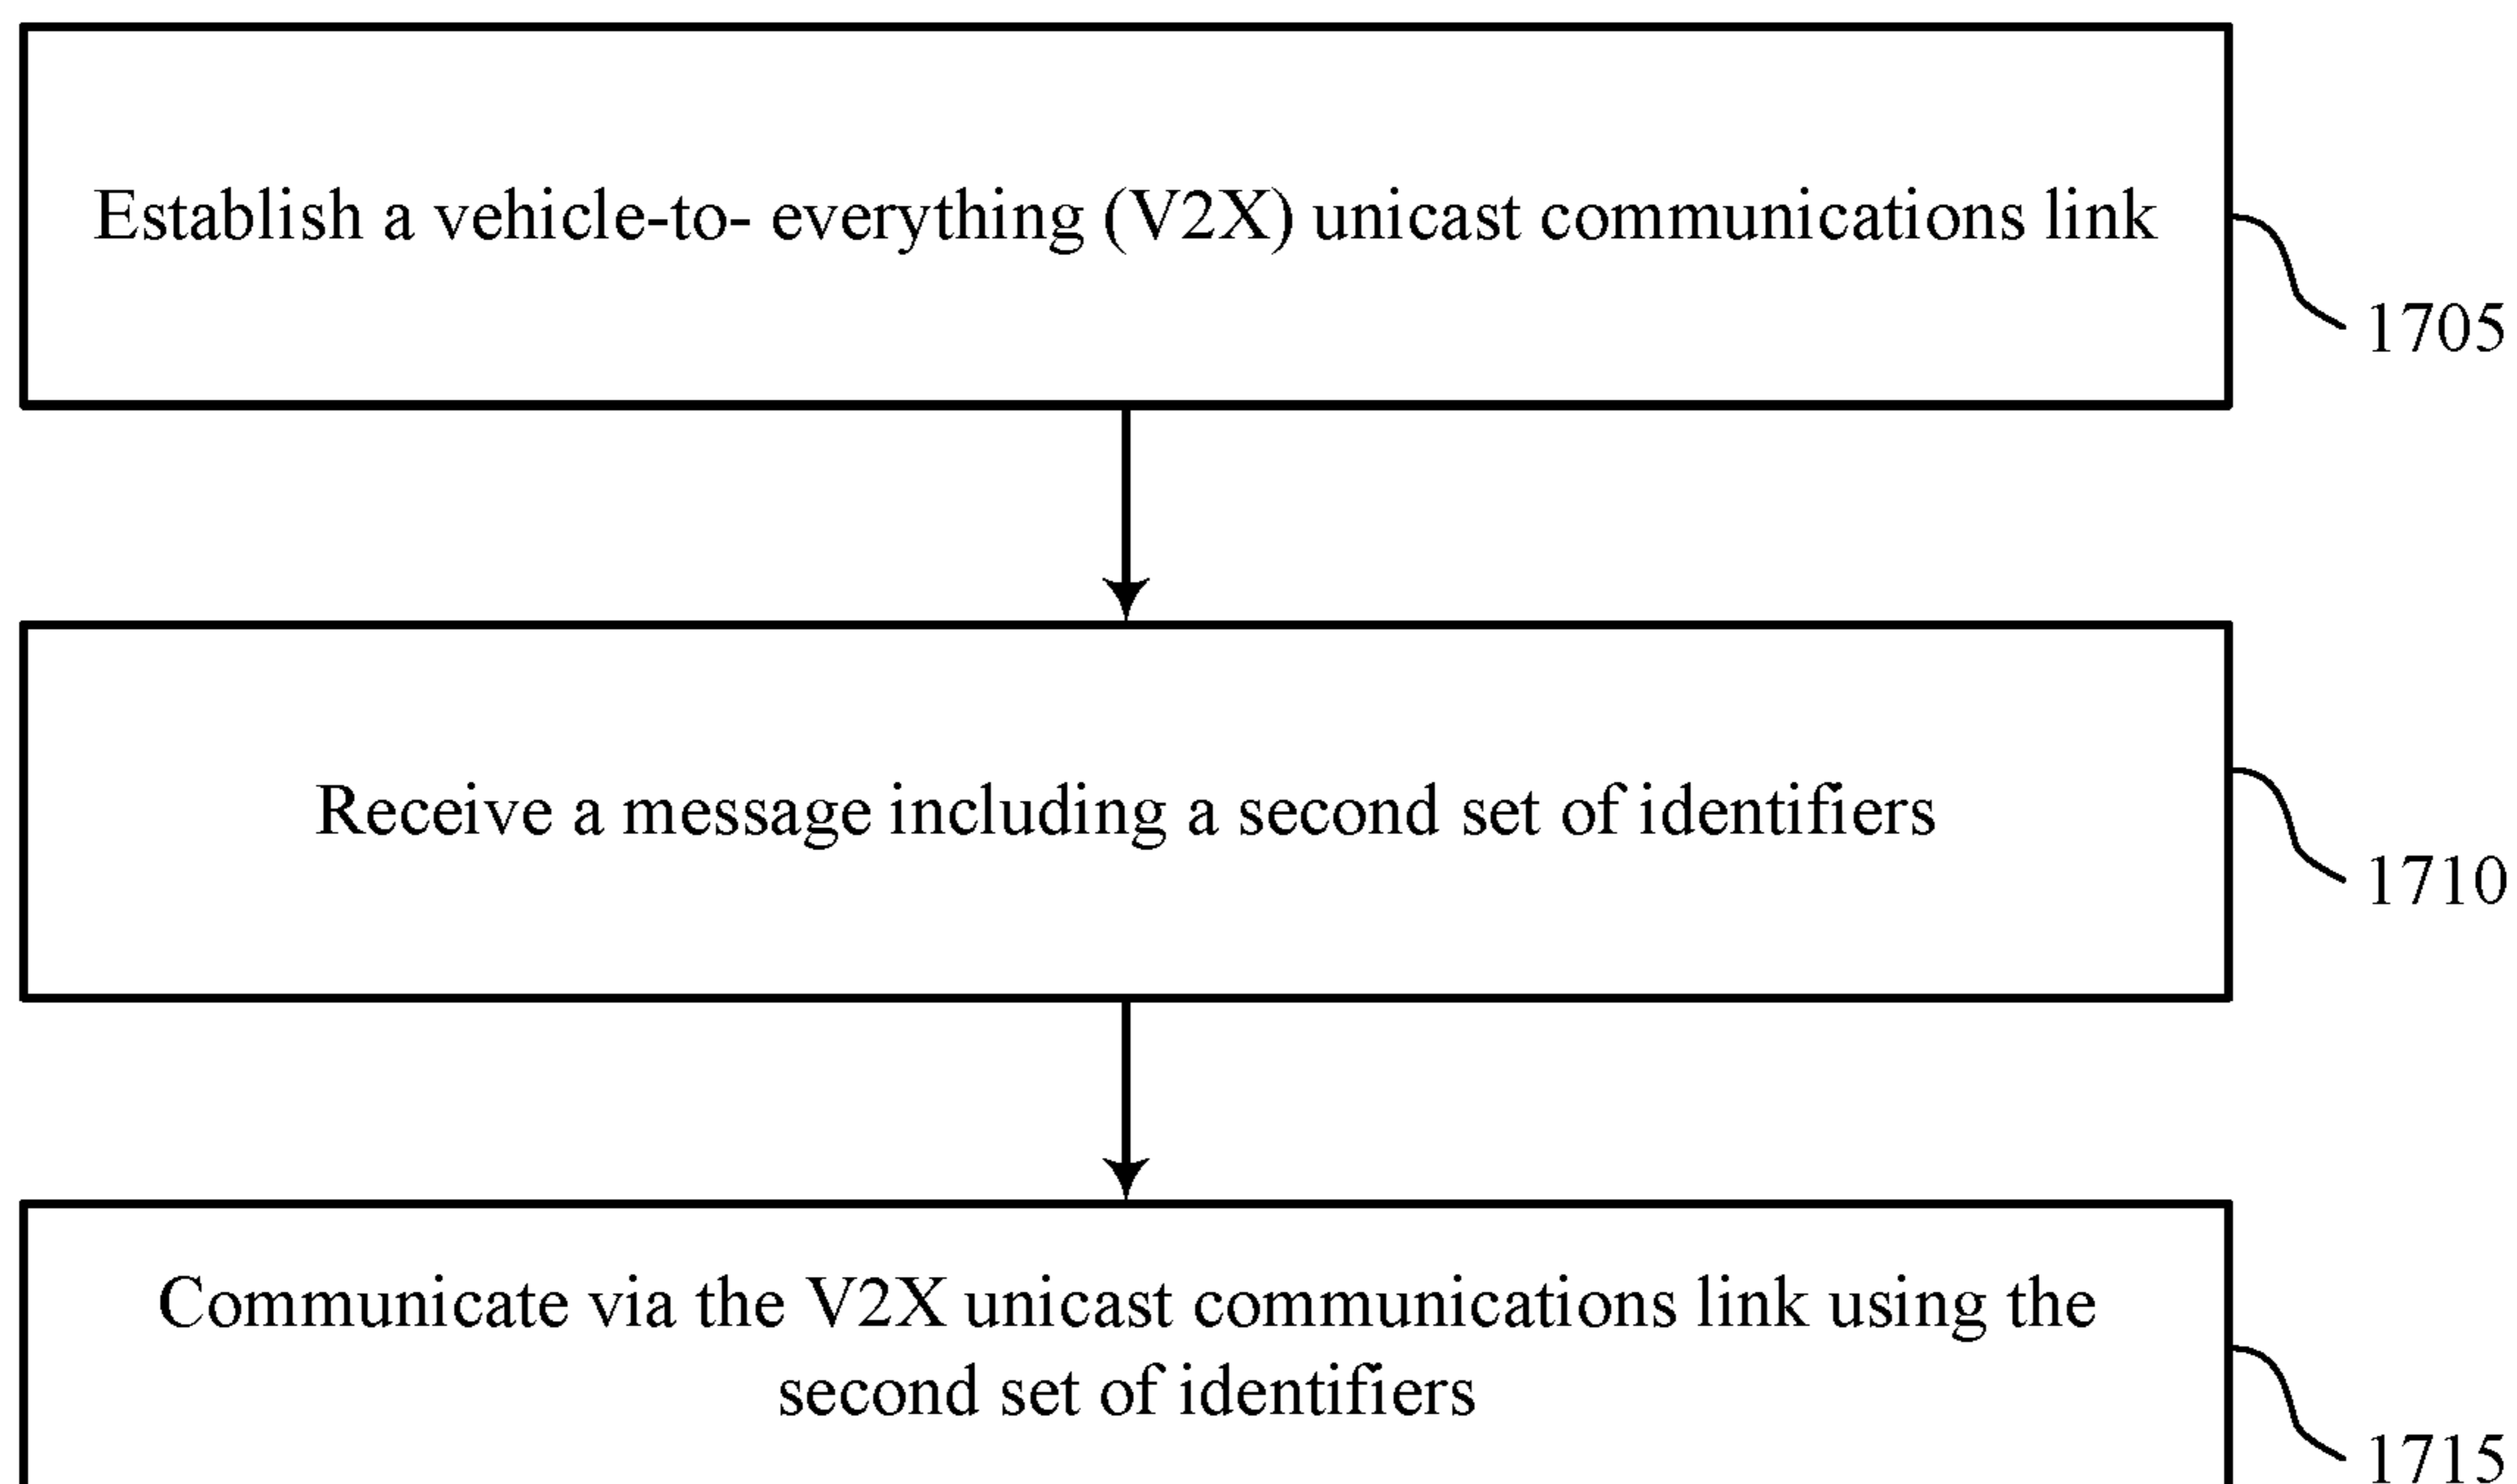 Establish a vehicle-to- everything (V2X) unicast communications link
1705
Receive a message including a second set of identifiers
1710
Communicate via the V2X unicast communications link using the
second set of identifiers
1715